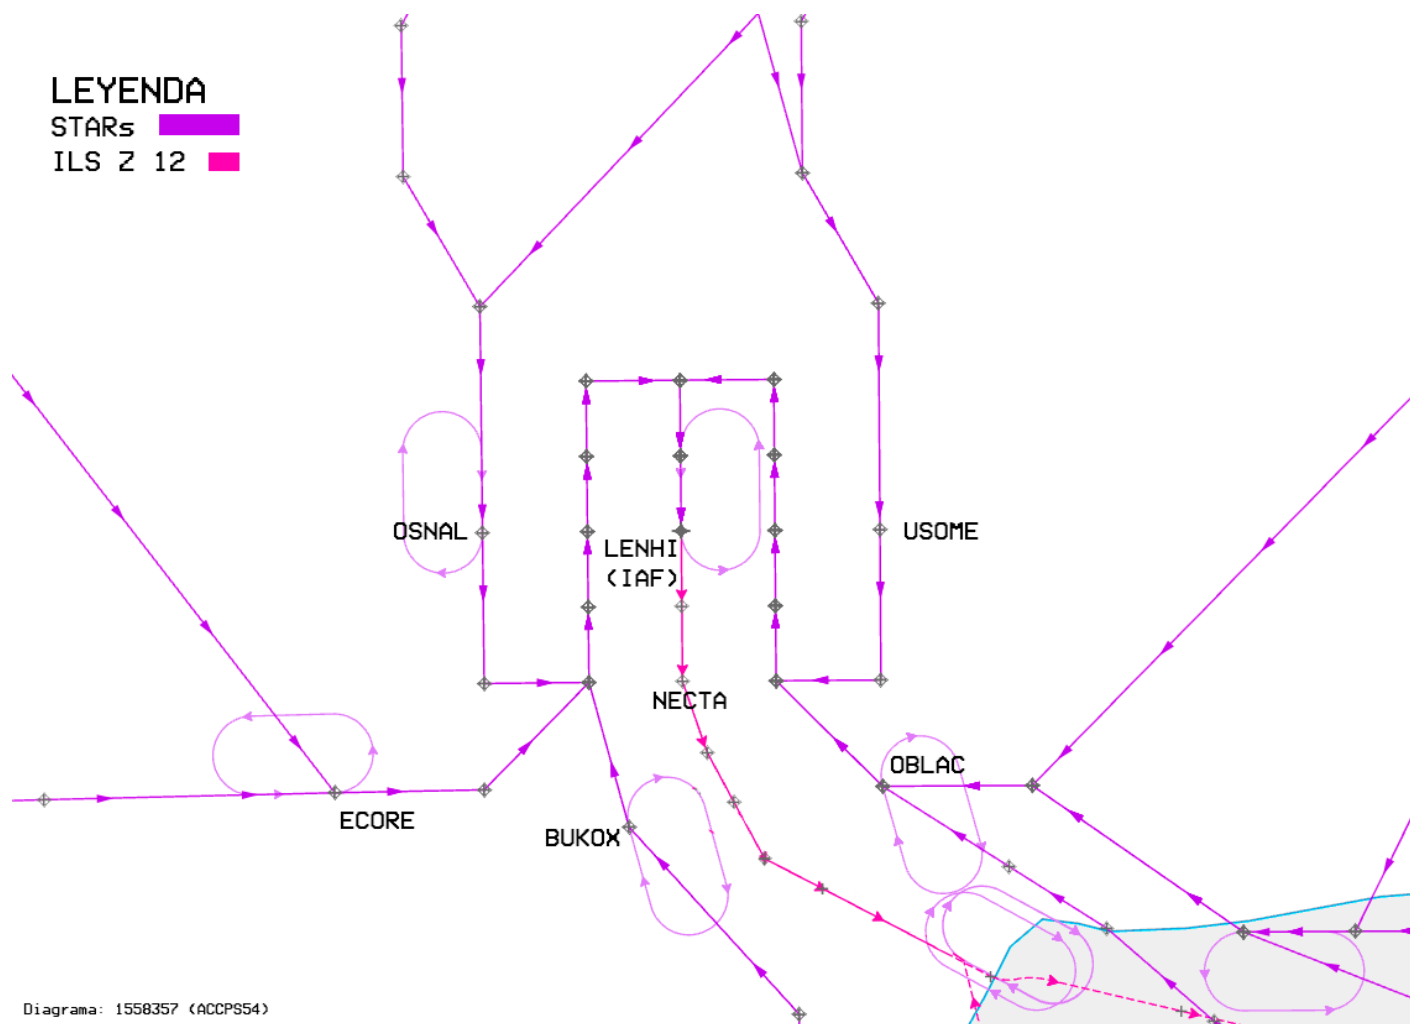 LEYENDA
STARs
ILS Z 12
OSNAL
LENHI
(IAF)
USOME
NECTA
OBLAC
ECORE
BUKOX
Diagrama: 1558357 (ACCPS54)